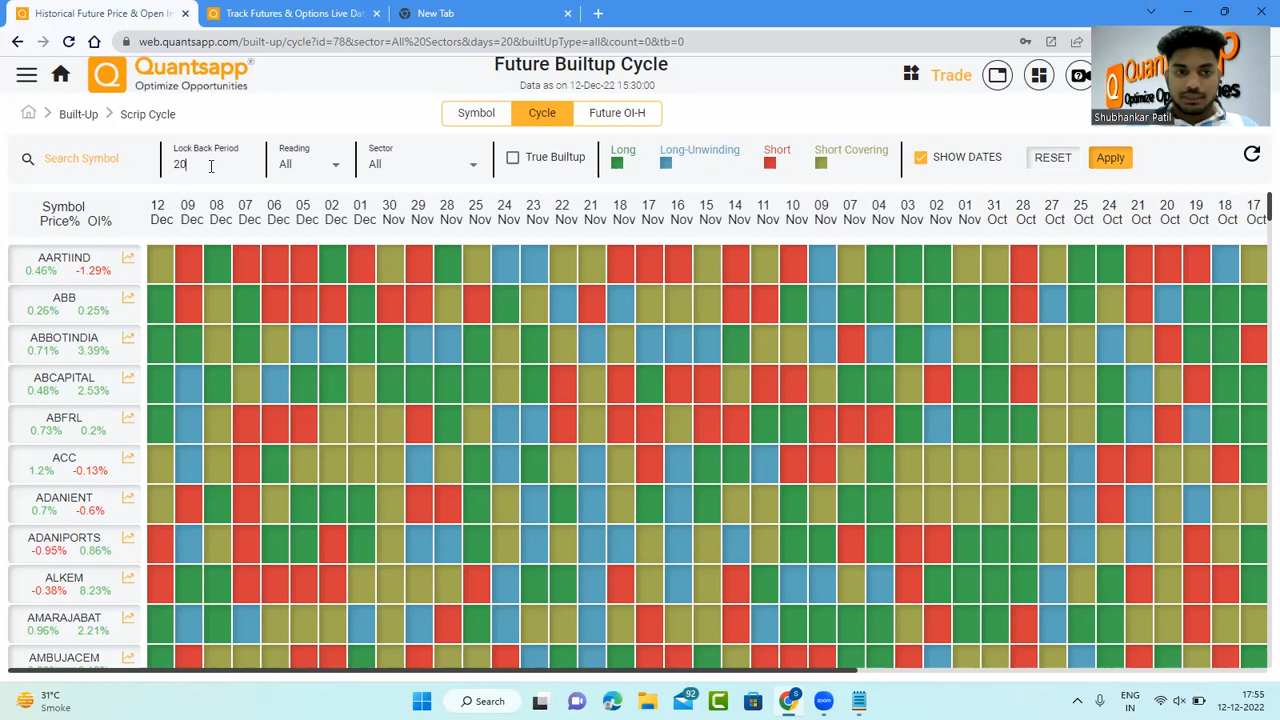 Historical Future Price & Open In
Track Futures & Options Live Dat
New Tab
web.quantsapp.com/built-up/cycle?id=78&sector=All%20Sectors&days=20&builtUpType=all&count=0&tb=0
Quantsapp
Optimize Opportunities
Future Builtup Cycle
Data as on 12-Dec-22 15:30:00
Trade
Shubhankar Patil
Built-Up > Scrip Cycle
Symbol Cycle Future OI-H
Search Symbol
Lock Back Period
20
Reading
All
Sector
All
True Builtup
Long Long-Unwinding Short Short Covering
SHOW DATES
RESET
Apply
Symbol
Price% OI%
12 09 08 07 06 05 02 01 30 29 28 25 24 23 22 21 18 17 16 15 14 11 10 09 07 04 03 02 01 31 28 27 25 24 21 20 19 18 17
Dec Dec Dec Dec Dec Dec Dec Dec Nov Nov Nov Nov Nov Nov Nov Nov Nov Nov Nov Nov Nov Nov Nov Nov Nov Nov Nov Nov Nov Oct Oct Oct Oct Oct Oct Oct Oct Oct Oct
AARTIIND
0.46% -1.29%
ABB
0.26% 0.25%
ABBOTINDIA
0.71% 3.39%
ABCAPITAL
0.48% 2.53%
ABFRL
0.73% 0.2%
ACC
1.2% -0.13%
ADANIENT
0.7% -0.6%
ADANIPORTS
-0.95% 0.86%
ALKEM
-0.38% 8.23%
AMARAJABAT
0.96% 2.21%
AMBUJACEM
31°C
Smoke
Search
92
ENG
IN
17:55
12-12-2022